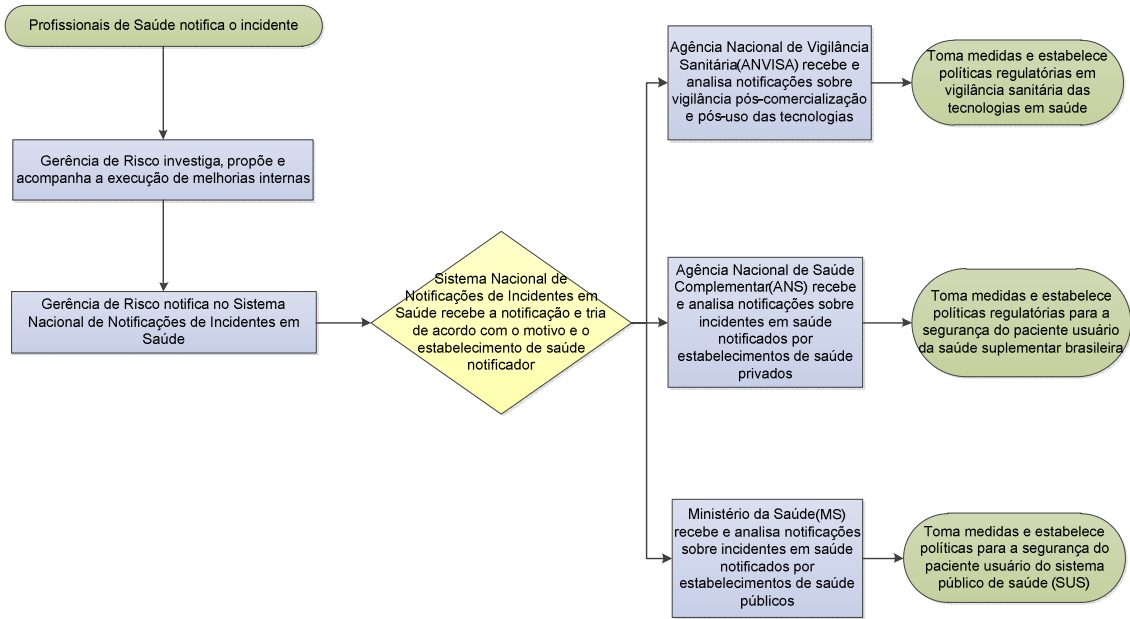 Profissionais de Saúde notifica o incidente
Gerência de Risco investiga, propõe e
acompanha a execução de melhorias internas
Gerência de Risco notifica no Sistema
Nacional de Notificações de Incidentes em
Saúde
Sistema Nacional de
Notificações de Incidentes em
Saúde recebe a notificação e tria
de acordo com o motivo e o
estabelecimento de saúde
notificador
Agência Nacional de Vigilância
Sanitária(ANVISA) recebe e
analisa notificações sobre
vigilância pós-comercialização
e pós-uso das tecnologias
Toma medidas e estabelece
políticas regulatórias em
vigilância sanitária das
tecnologias em saúde
Agência Nacional de Saúde
Complementar(ANS) recebe
e analisa notificações sobre
incidentes em saúde
notificados por
estabelecimentos de saúde
privados
Toma medidas e estabelece
políticas regulatórias para a
segurança do paciente usuário
da saúde suplementar brasileira
Ministério da Saúde(MS)
recebe e analisa notificações
sobre incidentes em saúde
notificados por
estabelecimentos de saúde
públicos
Toma medidas e estabelece
políticas para a segurança do
paciente usuário do sistema
público de saúde (SUS)